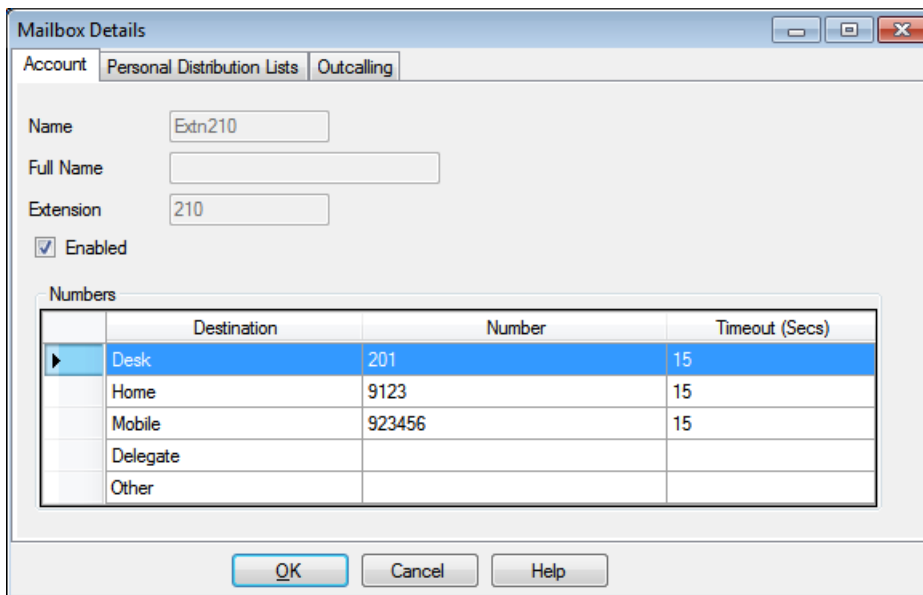 Mailbox Details
Account Personal Distribution Lists Outcalling
Name Extn210
Full Name
Extension 210
Enabled
Numbers
Destination Number Timeout (Secs)
Desk 201 15
Home 9123 15
Mobile 923456 15
Delegate
Other
OK Cancel Help